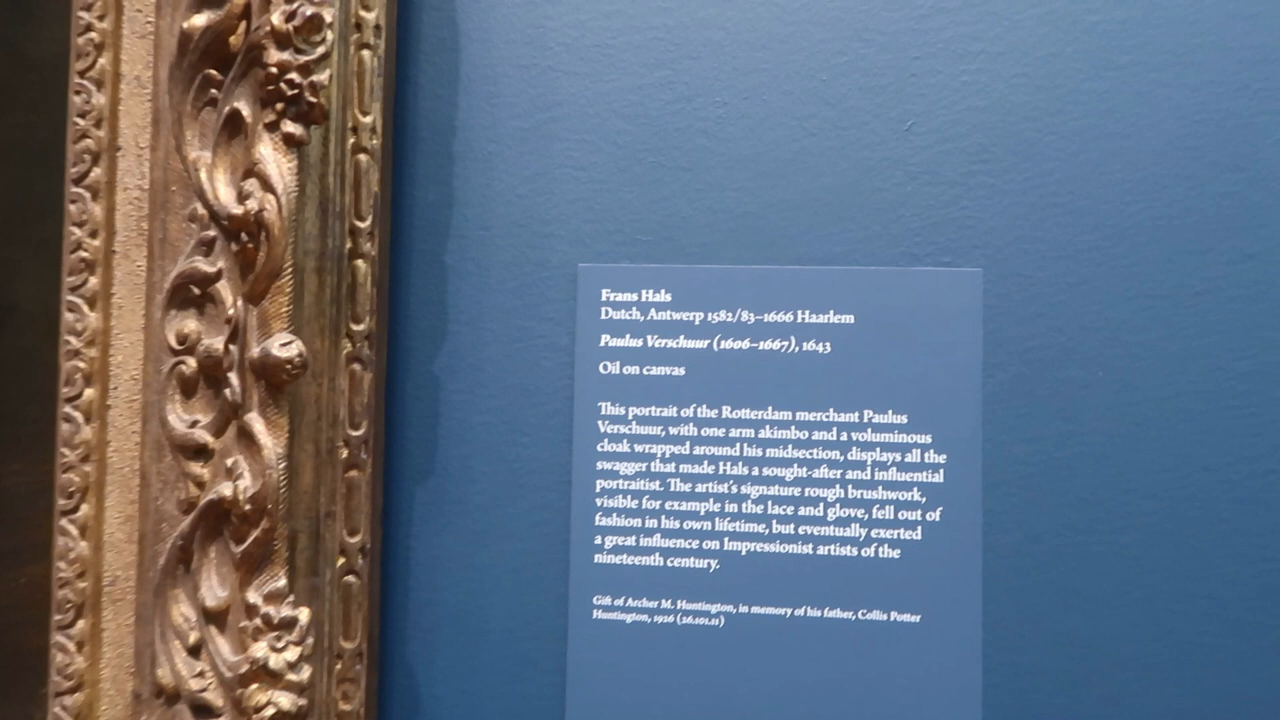 Frans Hals
Dutch, Antwerp 1582/83–1666 Haarlem
Paulus Verschuur (1606–1667), 1643
Oil on canvas
This portrait of the Rotterdam merchant Paulus
Verschuur, with one arm akimbo and a voluminous
cloak wrapped around his midsection, displays all the
swagger that made Hals a sought-after and influential
portraitist. The artist's signature rough brushwork,
visible for example in the lace and glove, fell out of
fashion in his own lifetime, but eventually exerted
a great influence on Impressionist artists of the
nineteenth century.
Gift of Archer M. Huntington, in memory of his father, Collis Potter
Huntington, 1926 (26.101.11)